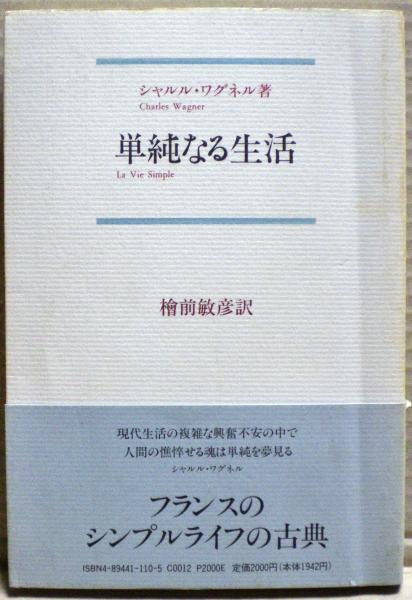 シャルル・ワグネル著
Charles Wagner
単純なる生活
La Vie Simple
檜前敏彦訳
現代生活の複雑な興奮不安の中で
人間の憔悴せる魂は単純を夢見る
シャルル・ワグネル
フランスの
シンプルライフの古典
ISBN4-89441-110-5 C0012 P2000E 定価2000円(本体1942円)